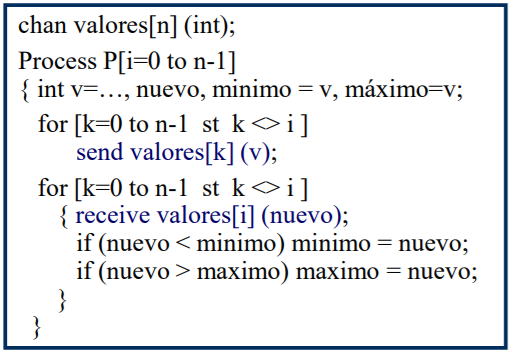 chan valores[n] (int);
Process P[i=0 to n-1]
{ int v=…, nuevo, minimo = v, máximo=v;
for [k=0 to n-1 st k <> i ]
send valores[k] (v);
for [k=0 to n-1 st k <> i ]
{ receive valores[i] (nuevo);
if (nuevo < minimo) minimo = nuevo;
if (nuevo > maximo) maximo = nuevo;
}
}